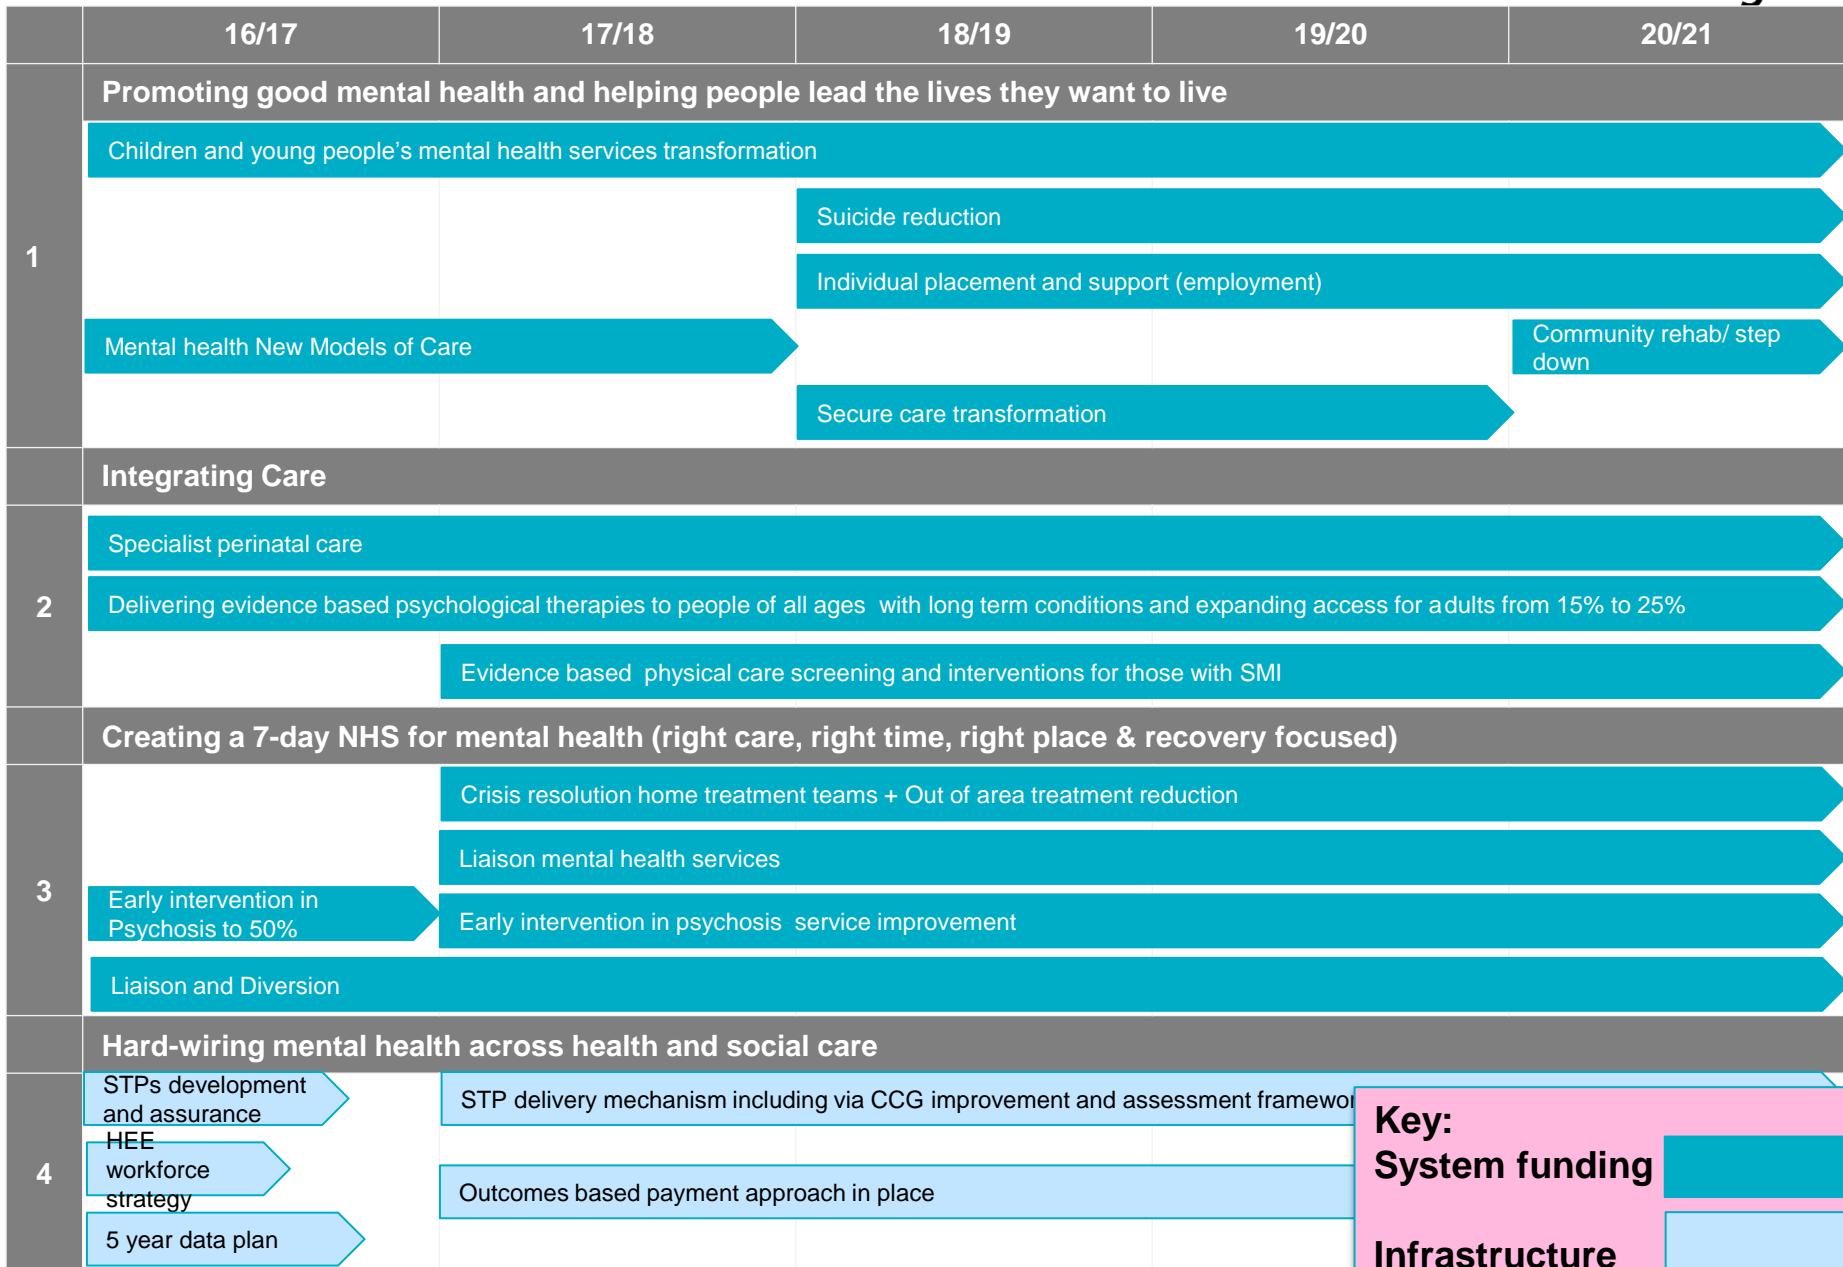 16/17 17/18 18/19 19/20 20/21
Promoting good mental health and helping people lead the lives they want to live
1
Children and young people's mental health services transformation
Suicide reduction
Individual placement and support (employment)
Mental health New Models of Care
Community rehab/ step
down
Secure care transformation
Integrating Care
2
Specialist perinatal care
Delivering evidence based psychological therapies to people of all ages with long term conditions and expanding access for adults from 15% to 25%
Evidence based physical care screening and interventions for those with SMI
Creating a 7-day NHS for mental health (right care, right time, right place & recovery focused)
3
Crisis resolution home treatment teams + Out of area treatment reduction
Liaison mental health services
Early intervention in
Psychosis to 50%
Early intervention in psychosis service improvement
Liaison and Diversion
Hard-wiring mental health across health and social care
4
STPs development
and assurance
STP delivery mechanism including via CCG improvement and assessment
HEE
workforce
strategy
Outcomes based payment approach in place
5 year data plan
Key:
System funding
Infrastructure